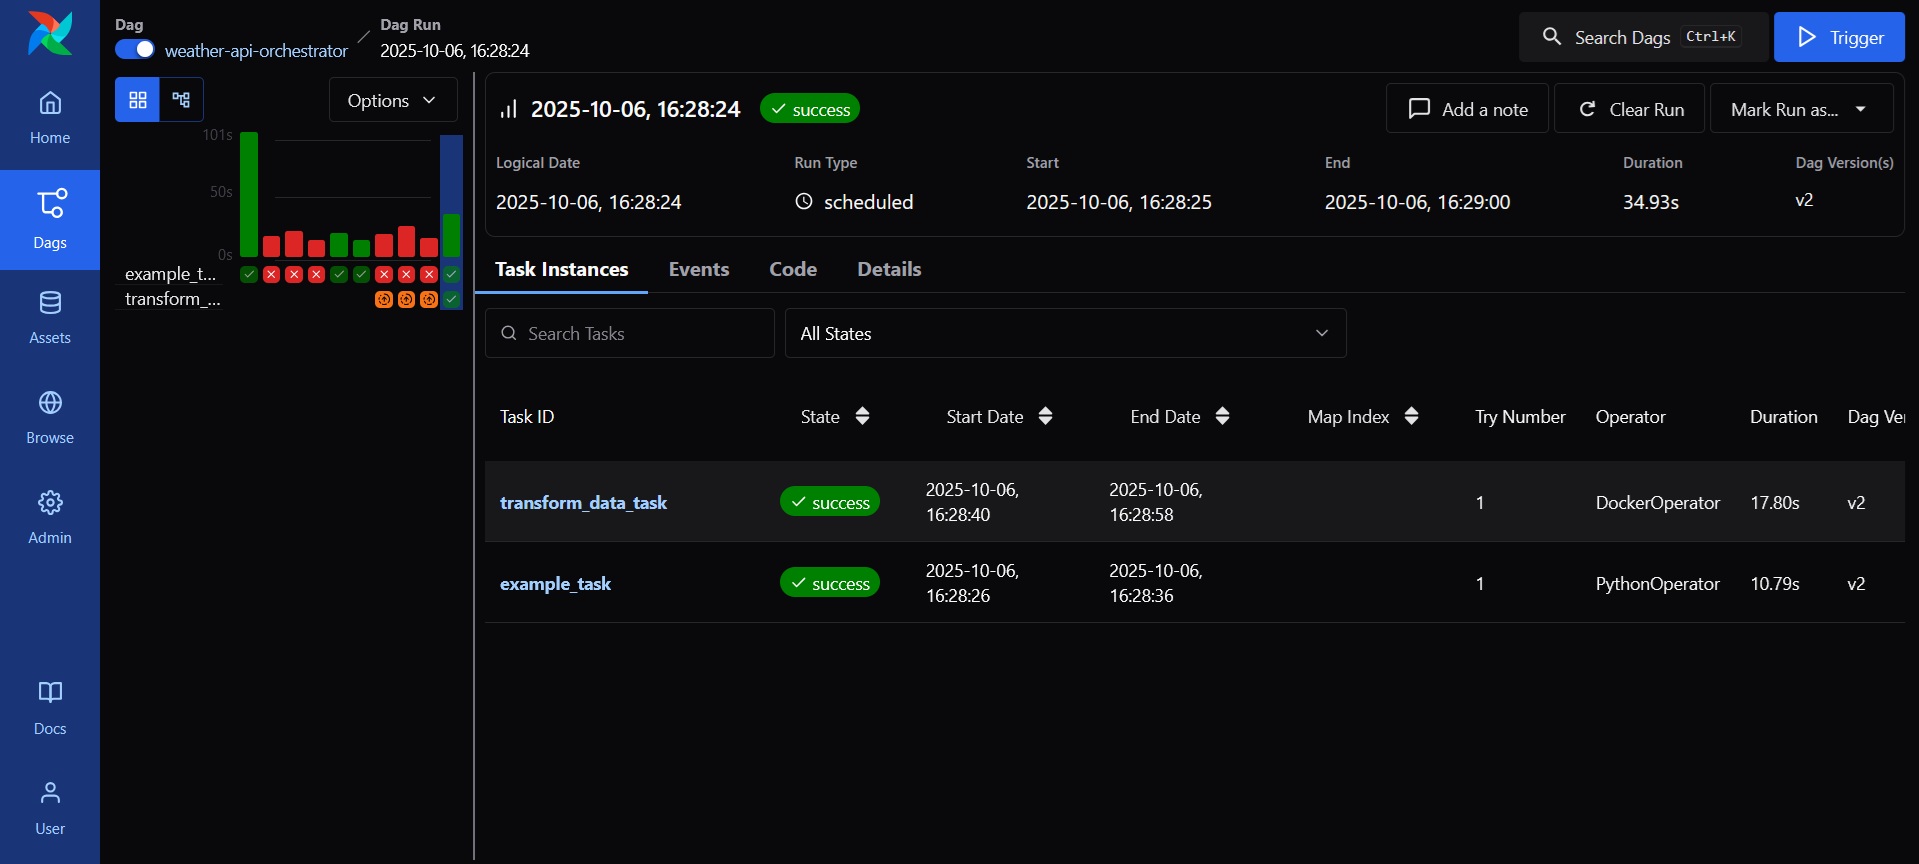 Dag
weather-api-orchestrator
Dag Run
2025-10-06, 16:28:24
Search Dags Ctrl+K
Trigger
Home
Dags
Assets
Browse
Admin
Docs
User
Options
101s
50s
0s
example_t...
transform_...
2025-10-06, 16:28:24 success
Add a note
Clear Run
Mark Run as...
Logical Date Run Type Start End Duration Dag Version(s)
2025-10-06, 16:28:24 scheduled 2025-10-06, 16:28:25 2025-10-06, 16:29:00 34.93s v2
Task Instances Events Code Details
Search Tasks
All States
Task ID State Start Date End Date Map Index Try Number Operator Duration Dag Ver
transform_data_task success 2025-10-06, 16:28:40 2025-10-06, 16:28:58 1 DockerOperator 17.80s v2
example_task success 2025-10-06, 16:28:26 2025-10-06, 16:28:36 1 PythonOperator 10.79s v2